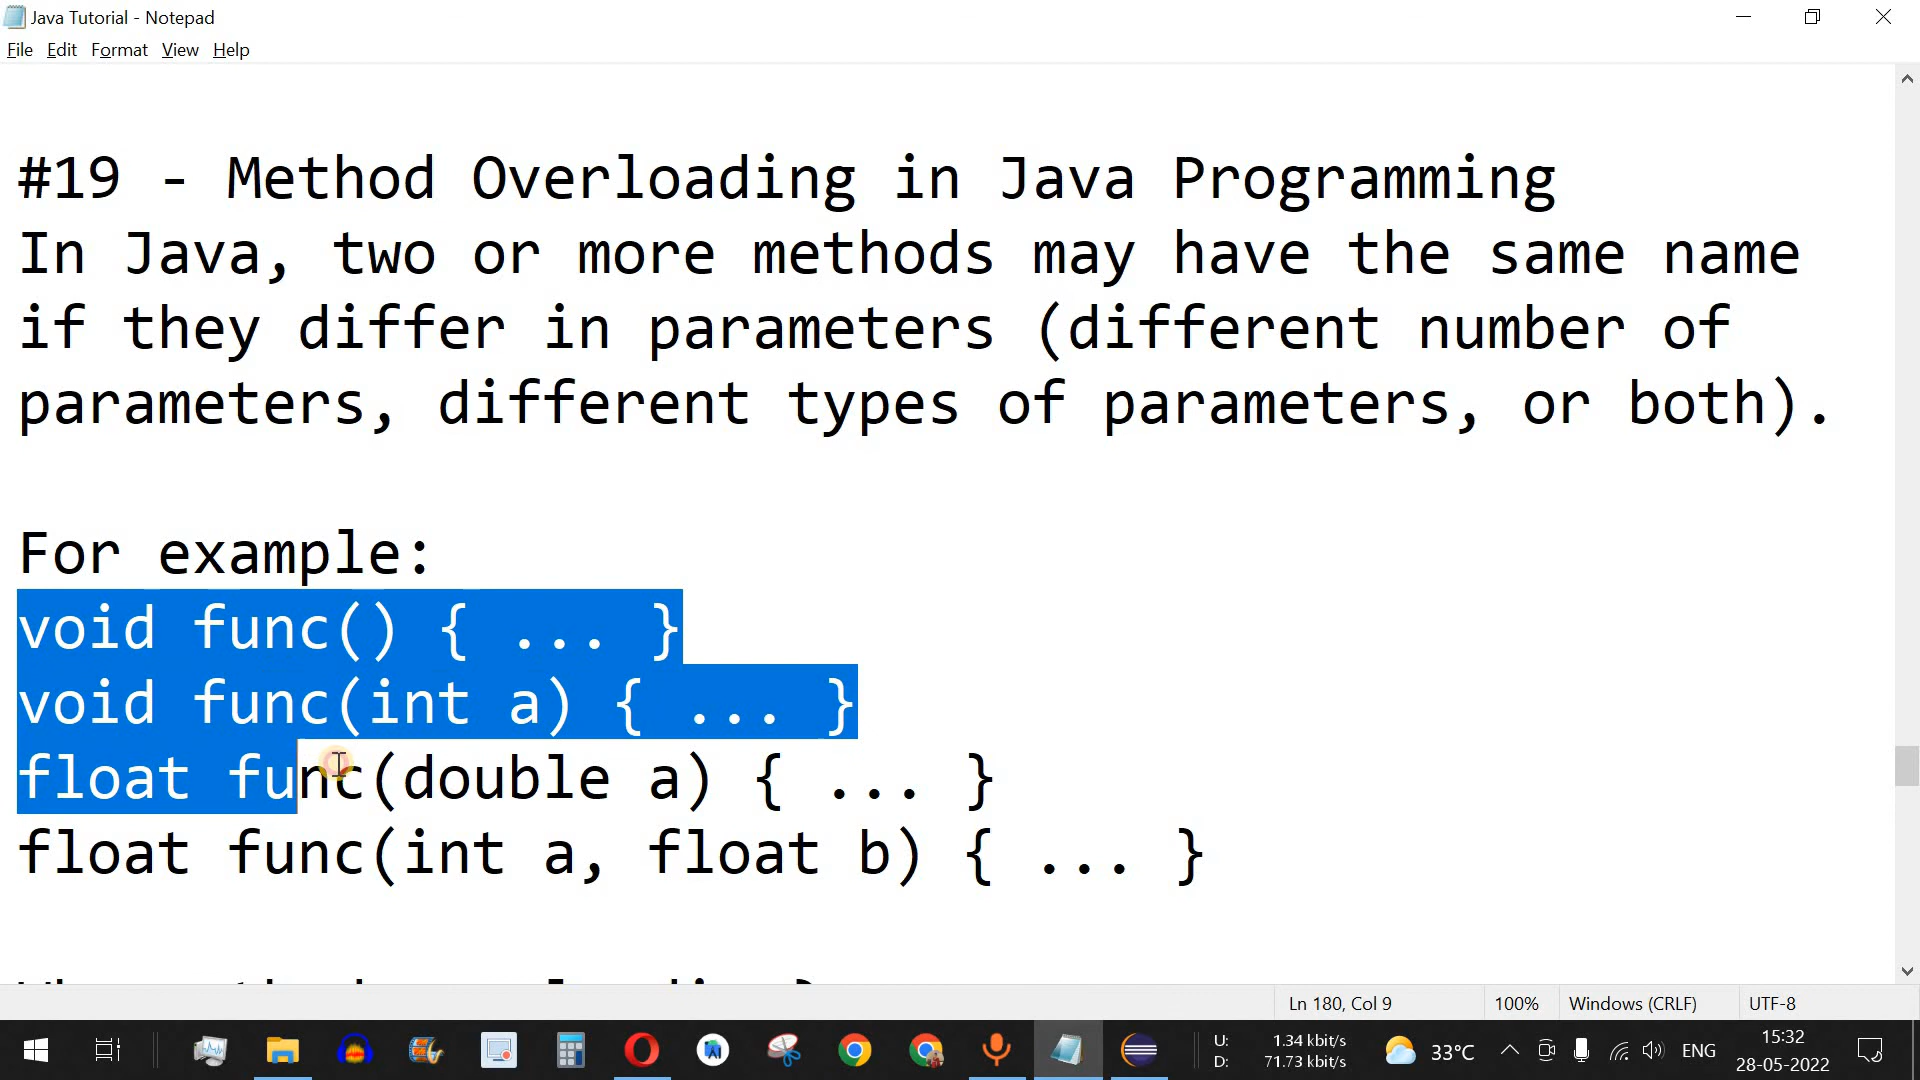 Java Tutorial - Notepad
File Edit Format View Help
#19 - Method Overloading in Java Programming
In Java, two or more methods may have the same name
if they differ in parameters (different number of
parameters, different types of parameters, or both).
For example:
void func() { ... }
void func(int a) { ... }
float func(double a) { ... }
float func(int a, float b) { ... }
Ln 180, Col 9 100% Windows (CRLF) UTF-8
U: 1.34 kbit/s
D: 71.73 kbit/s
33°C
ENG
15:32
28-05-2022